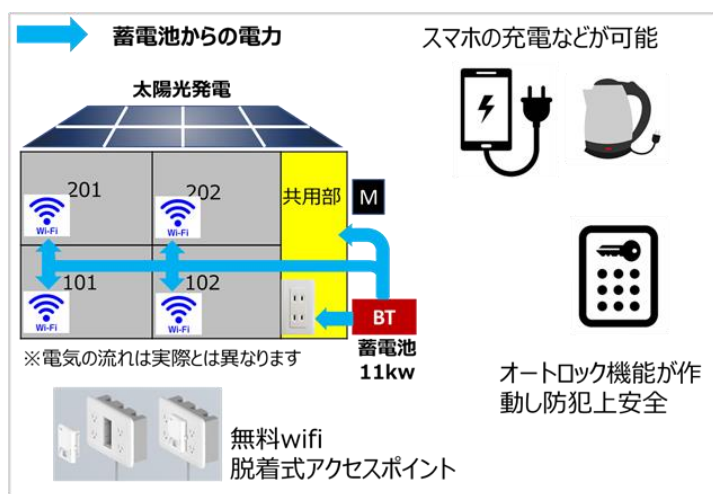 蓄電池からの電力
スマホの充電などが可能
太陽光発電
201
202
共用部
M
Wi-Fi
Wi-Fi
101
102
Wi-Fi
Wi-Fi
BT
蓄電池
11kw
※電気の流れは実際とは異なります
オートロック機能が作
動し防犯上安全
無料wifi
脱着式アクセスポイント